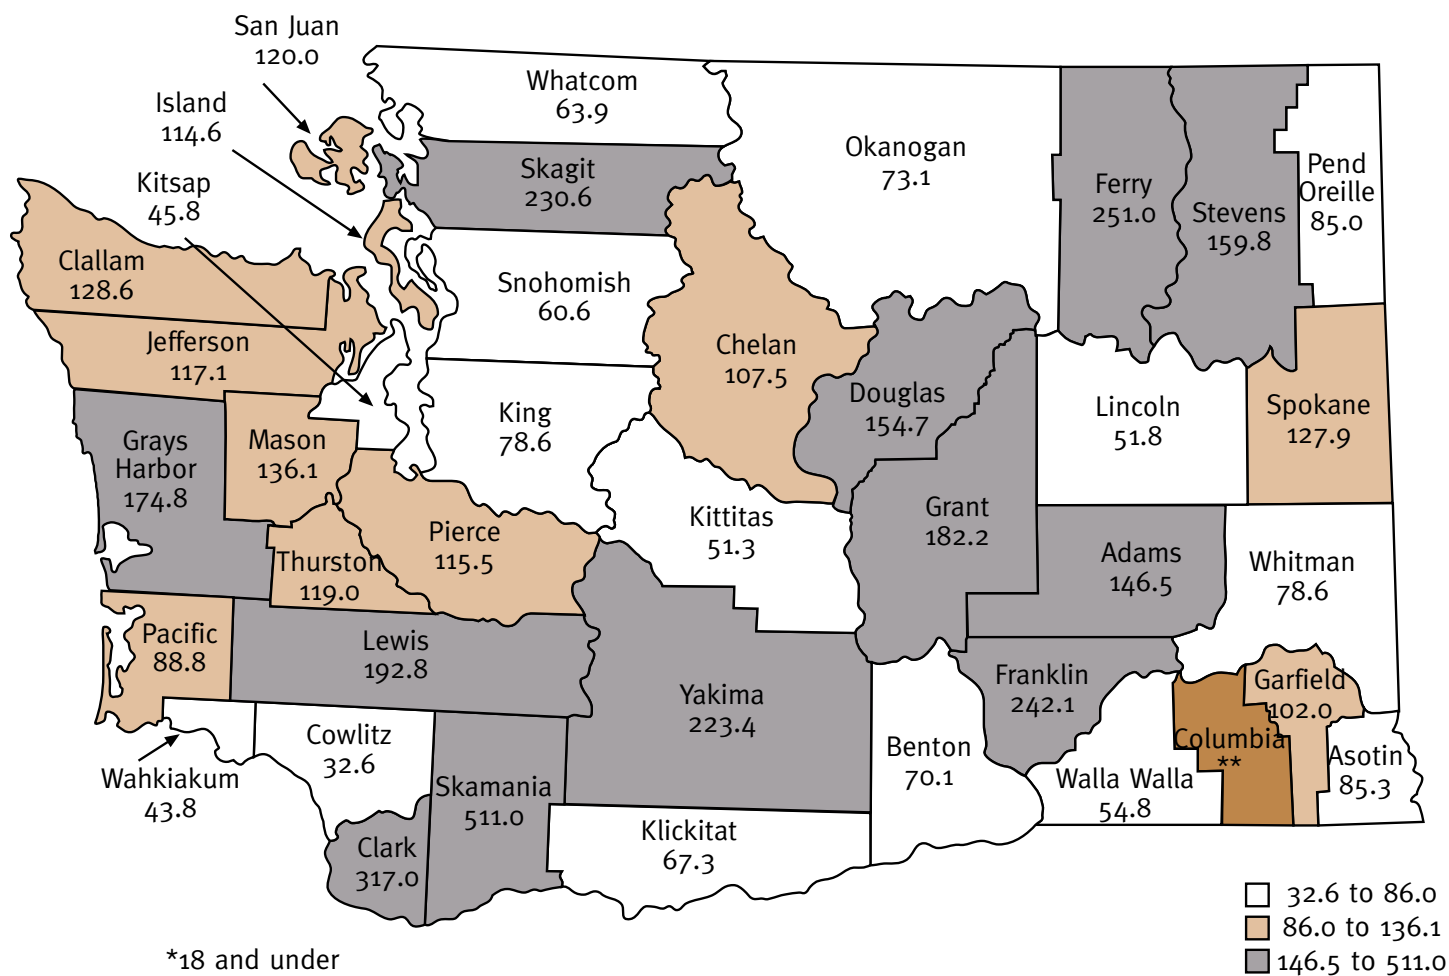 San Juan
120.0
Island
114.6
Kitsap
45.8
Whatcom
63.9
Skagit
230.6
Okanogan
73.1
Ferry
251.0
Stevens
159.8
Pend
Oreille
85.0
Clallam
128.6
Snohomish
60.6
Jefferson
117.1
Chelan
107.5
Douglas
154.7
Lincoln
51.8
Spokane
127.9
Grays
Harbor
174.8
Mason
136.1
King
78.6
Kittitas
51.3
Grant
182.2
Adams
146.5
Whitman
78.6
Thurston
119.0
Pierce
115.5
Pacific
88.8
Lewis
192.8
Yakima
223.4
Franklin
242.1
Garfield
102.0
Columbia
**
Asotin
85.3
Wahkiakum
43.8
Cowlitz
32.6
Skamania
511.0
Benton
70.1
Walla Walla
54.8
Clark
317.0
Klickitat
67.3
32.6 to 86.0
86.0 to 136.1
146.5 to 511.0
*18 and under